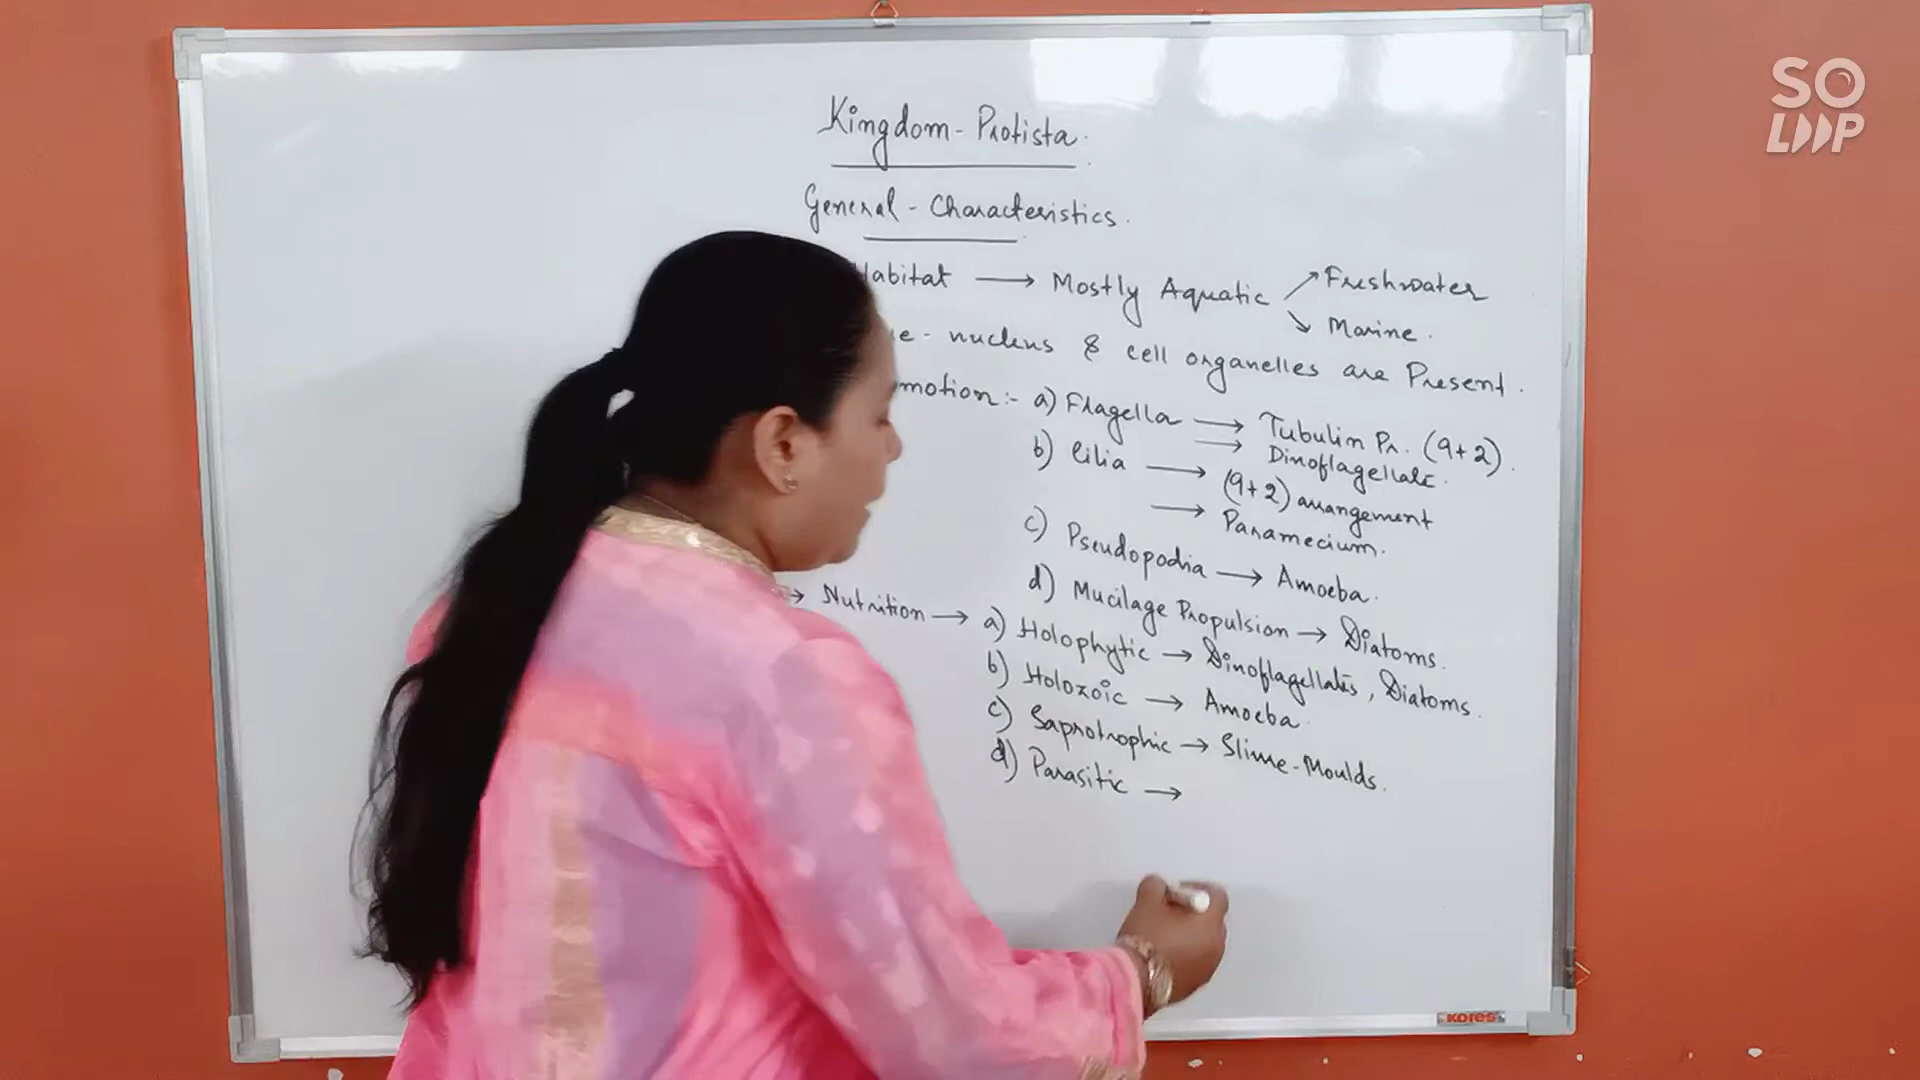 SO
LOOP
Kingdom - Protista.
General - Characteristics.
Habitat → Mostly Aquatic ↗ Freshwater
↘ Marine.
nucleus & cell organelles are Present.
motion :- a) Flagella → Tubulin Pr. (9+2).
→ Dinoflagellate.
b) Cilia → (9+2) arrangement
→ Paramecium.
c) Pseudopodia → Amoeba.
d) Mucilage Propulsion → Diatoms.
→ Nutrition → a) Holophytic → Dinoflagellates, Diatoms.
b) Holozoic → Amoeba.
c) Saprotrophic → Slime-Moulds.
d) Parasitic →
Kores